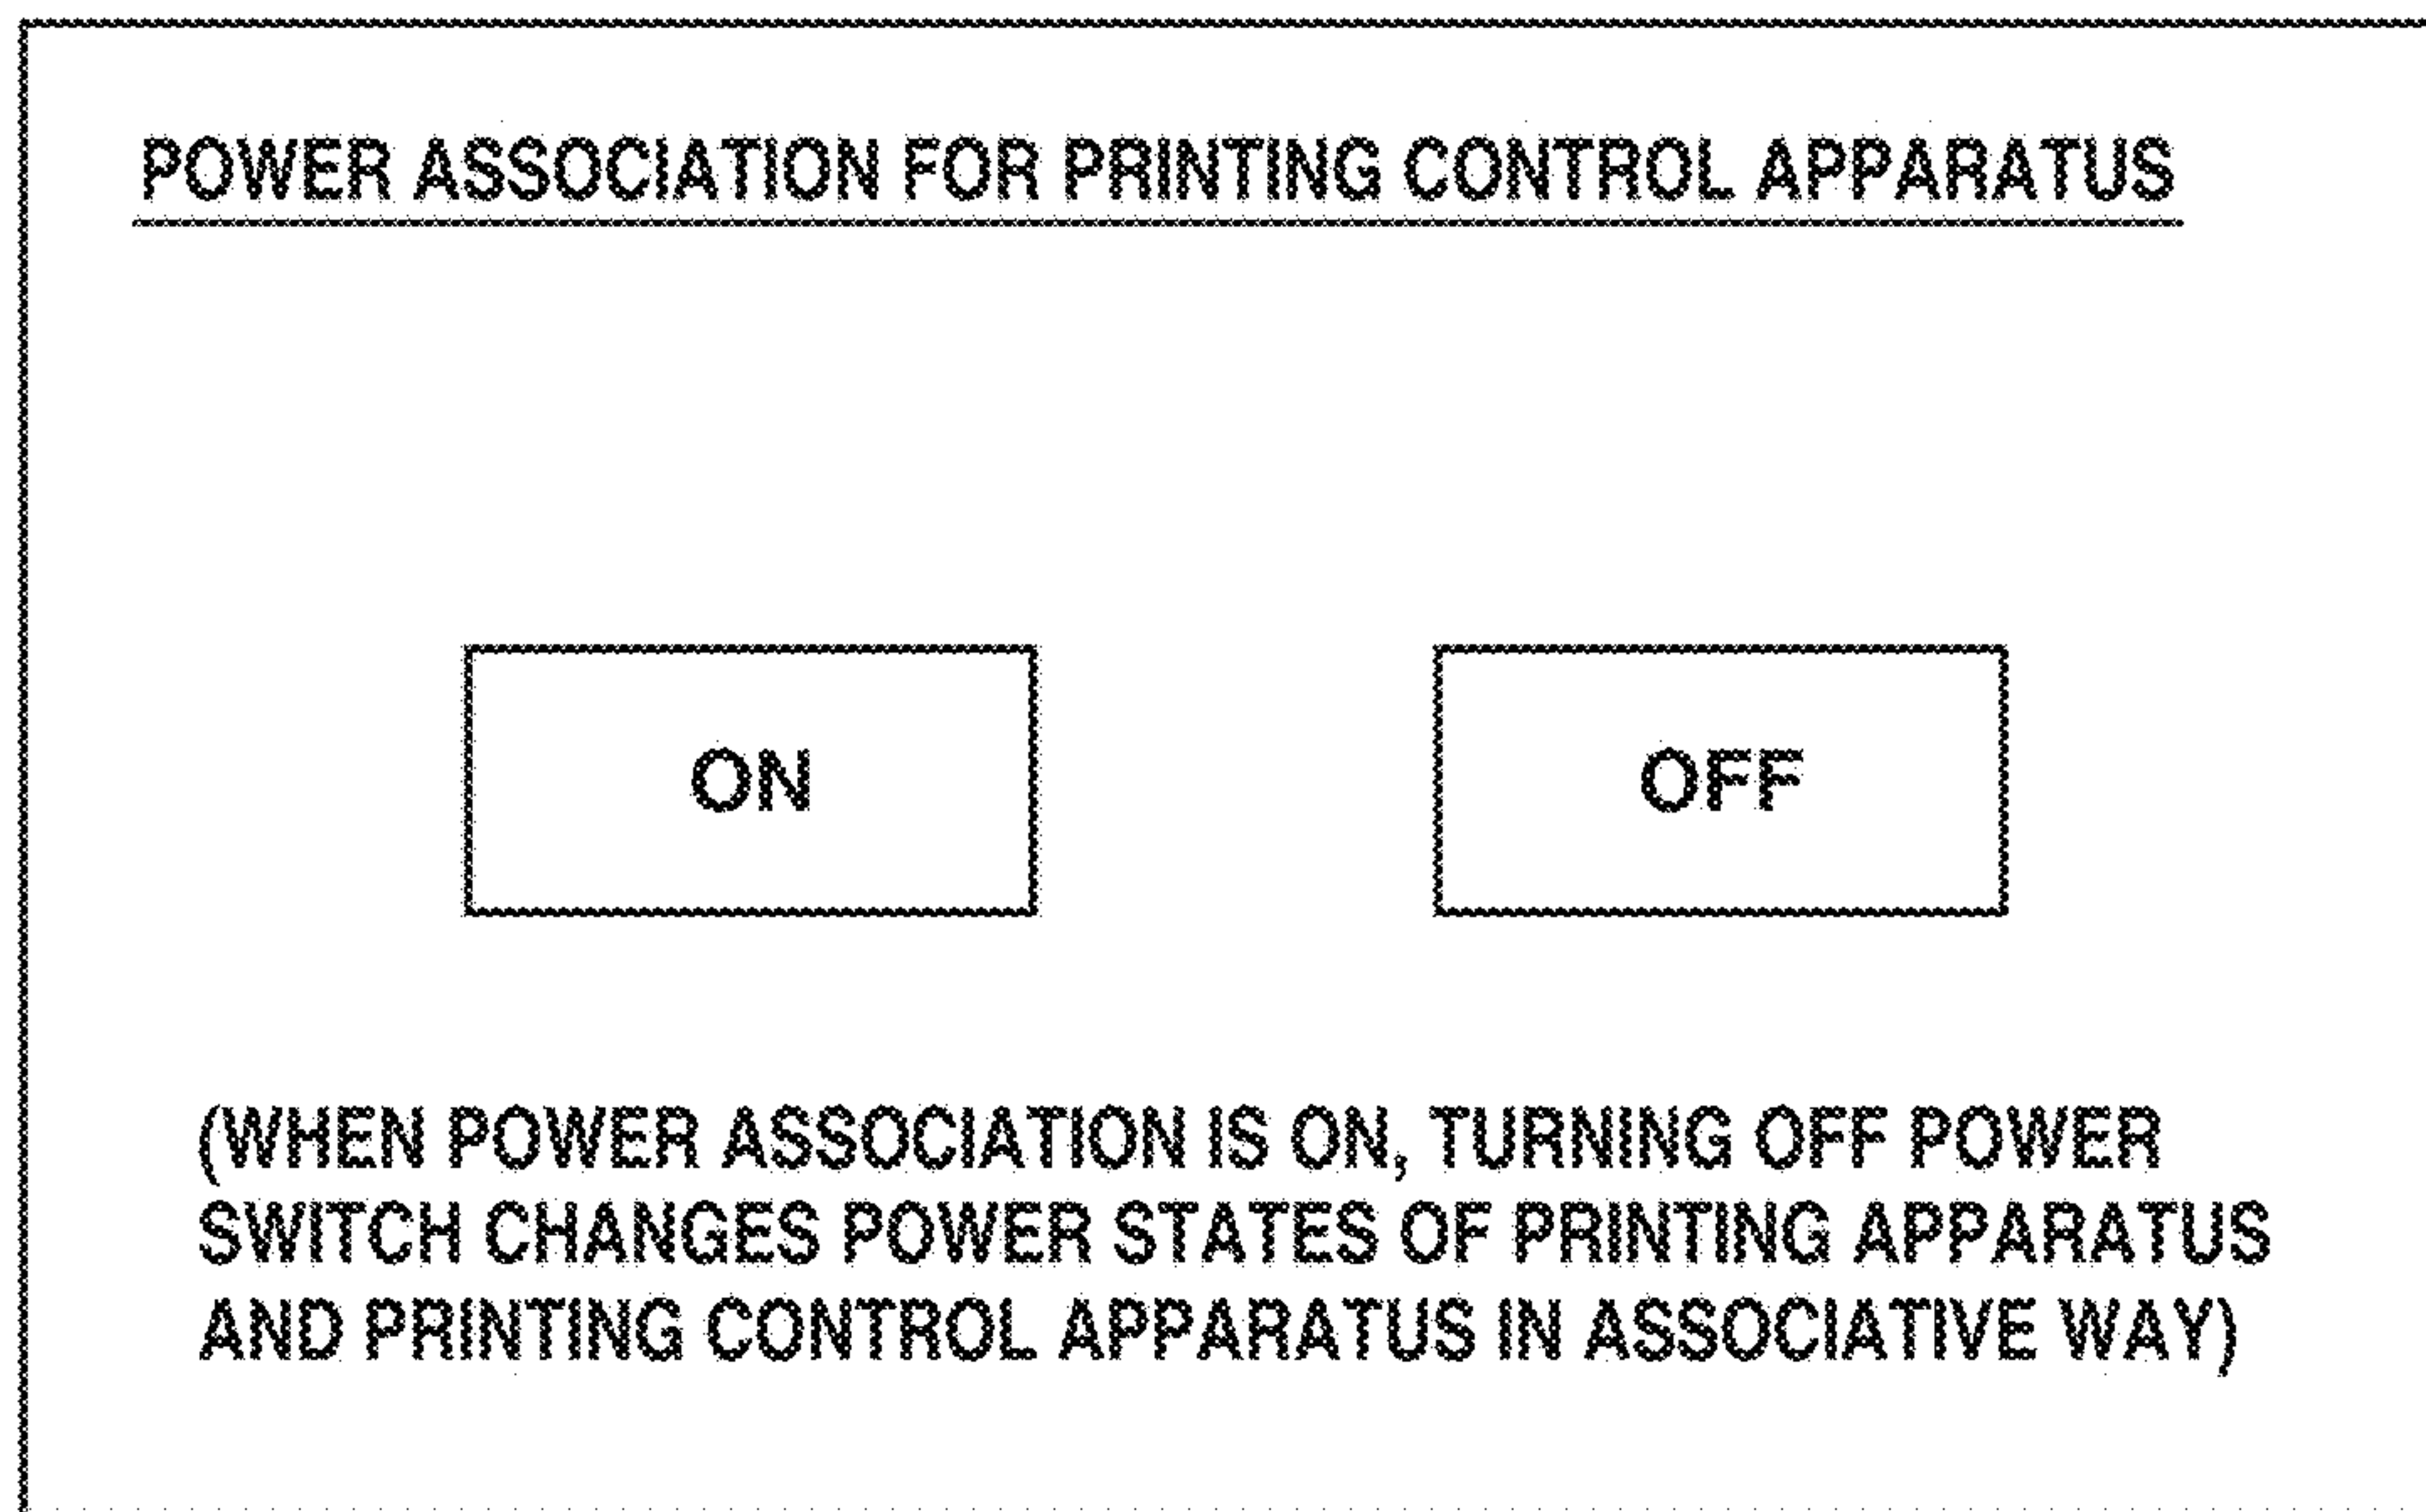 POWER ASSOCIATION FOR PRINTING CONTROL APPARATUS
ON
OFF
(WHEN POWER ASSOCIATION IS ON, TURNING OFF POWER
SWITCH CHANGES POWER STATES OF PRINTING APPARATUS
AND PRINTING CONTROL APPARATUS IN ASSOCIATIVE WAY)